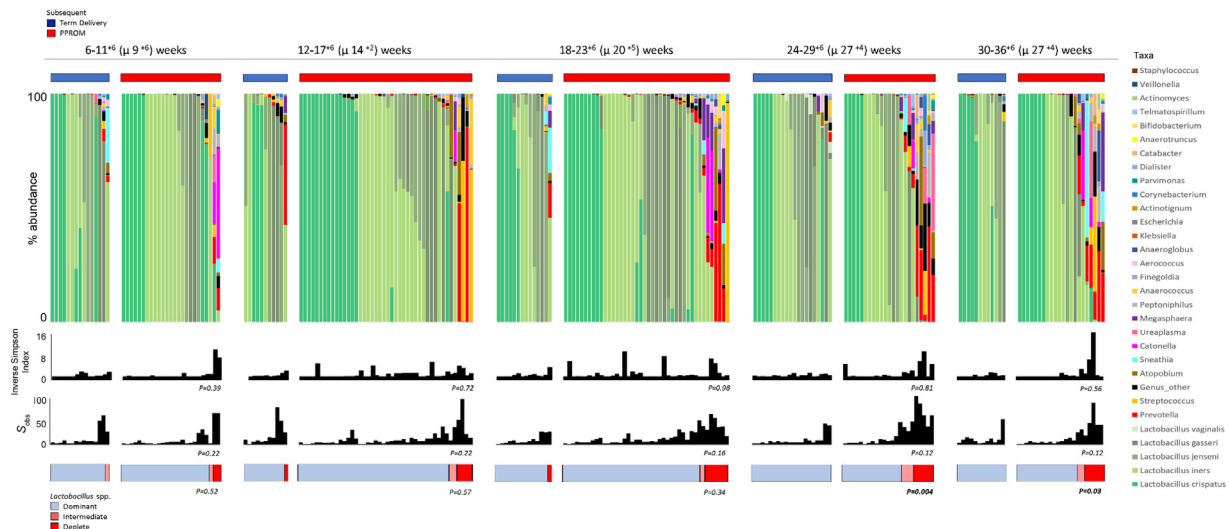 Subsequent
Term Delivery
PPROM
6-11⁺⁶ (µ 9 ⁺⁶) weeks
12-17⁺⁶ (µ 14 ⁺²) weeks
18-23⁺⁶ (µ 20 ⁺⁵) weeks
24-29⁺⁶ (µ 27 ⁺⁴) weeks
30-36⁺⁶ (µ 27 ⁺⁴) weeks
Taxa
Staphylococcus
Veillonella
Actinomyces
Telmatospirillum
Bifidobacterium
Anaerotruncus
Catabacter
Dialister
Parvimonas
Corynebacterium
Actinotignum
Escherichia
Klebsiella
Anaeroglobus
Aerococcus
Finegoldia
Anaerococcus
Peptoniphilus
Megasphaera
Ureaplasma
Catonella
Sneathia
Atopobium
Genus_other
Streptococcus
Prevotella
Lactobacillus vaginalis
Lactobacillus gasseri
Lactobacillus jenseni
Lactobacillus iners
Lactobacillus crispatus
100
% abundance
0
Inverse Simpson
Index
16
8
0
P=0.39
P=0.72
P=0.98
P=0.81
P=0.56
Sobs
100
50
0
P=0.22
P=0.22
P=0.16
P=0.12
P=0.12
P=0.52
P=0.57
P=0.34
P=0.004
P=0.03
Lactobacillus spp.
Dominant
Intermediate
Deplete